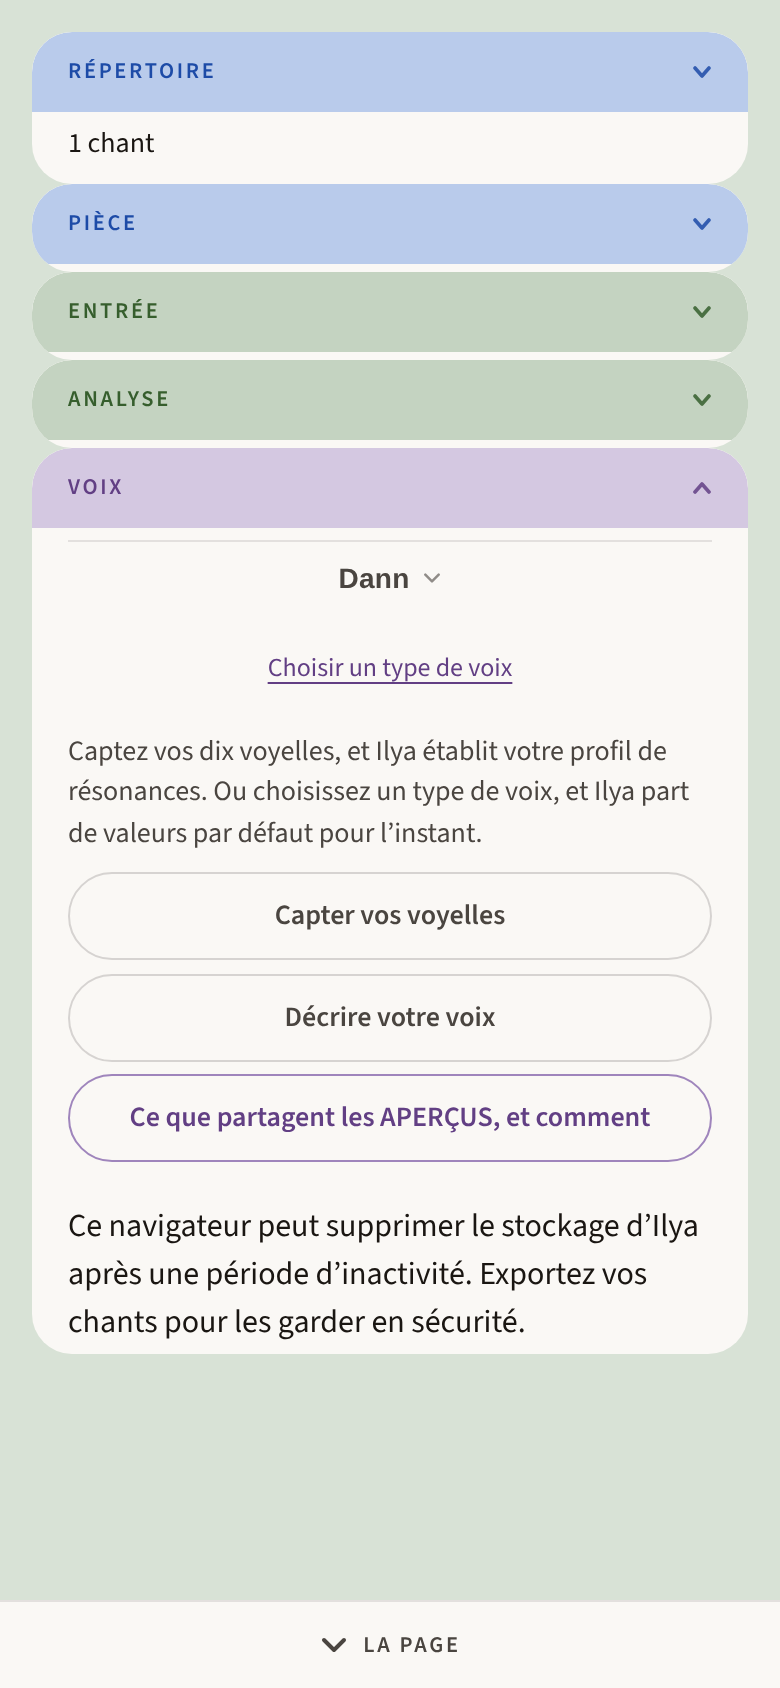 RÉPERTOIRE
1 chant
PIÈCE
ENTRÉE
ANALYSE
VOIX
Dann
Choisir un type de voix
Captez vos dix voyelles, et Ilya établit votre profil de
résonances. Ou choisissez un type de voix, et Ilya part
de valeurs par défaut pour l’instant.
Capter vos voyelles
Décrire votre voix
Ce que partagent les APERÇUS, et comment
Ce navigateur peut supprimer le stockage d’Ilya
après une période d’inactivité. Exportez vos
chants pour les garder en sécurité.
LA PAGE